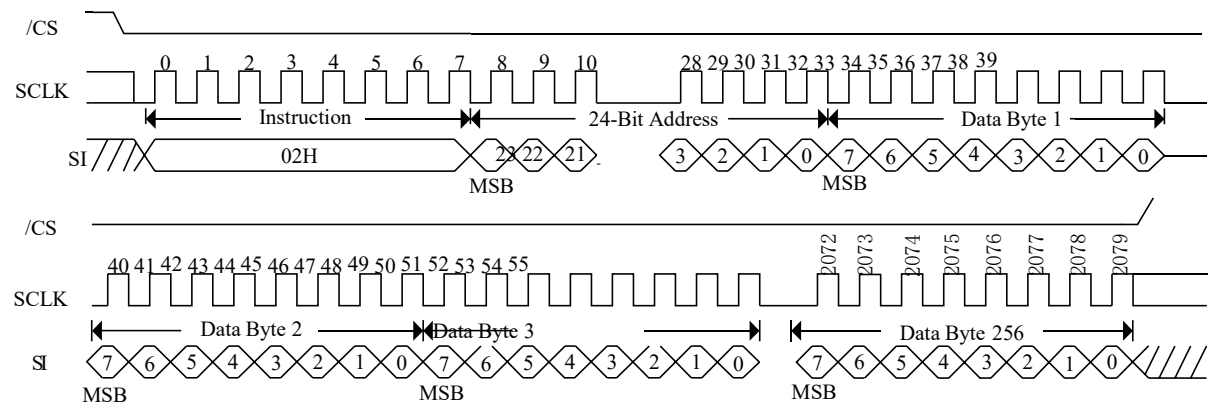 /CS
0 1 2 3 4 5 6 7 8 9 10 28 29 30 31 32 33 34 35 36 37 38 39
SCLK
Instruction 24-Bit Address Data Byte 1
SI 02H 23 22 21 3 2 1 0 7 6 5 4 3 2 1 0
MSB MSB
/CS
40 41 42 43 44 45 46 47 48 49 50 51 52 53 54 55 2072 2073 2074 2075 2076 2077 2078 2079
SCLK
Data Byte 2 Data Byte 3 Data Byte 256
SI 7 6 5 4 3 2 1 0 7 6 5 4 3 2 1 0 7 6 5 4 3 2 1 0
MSB MSB MSB